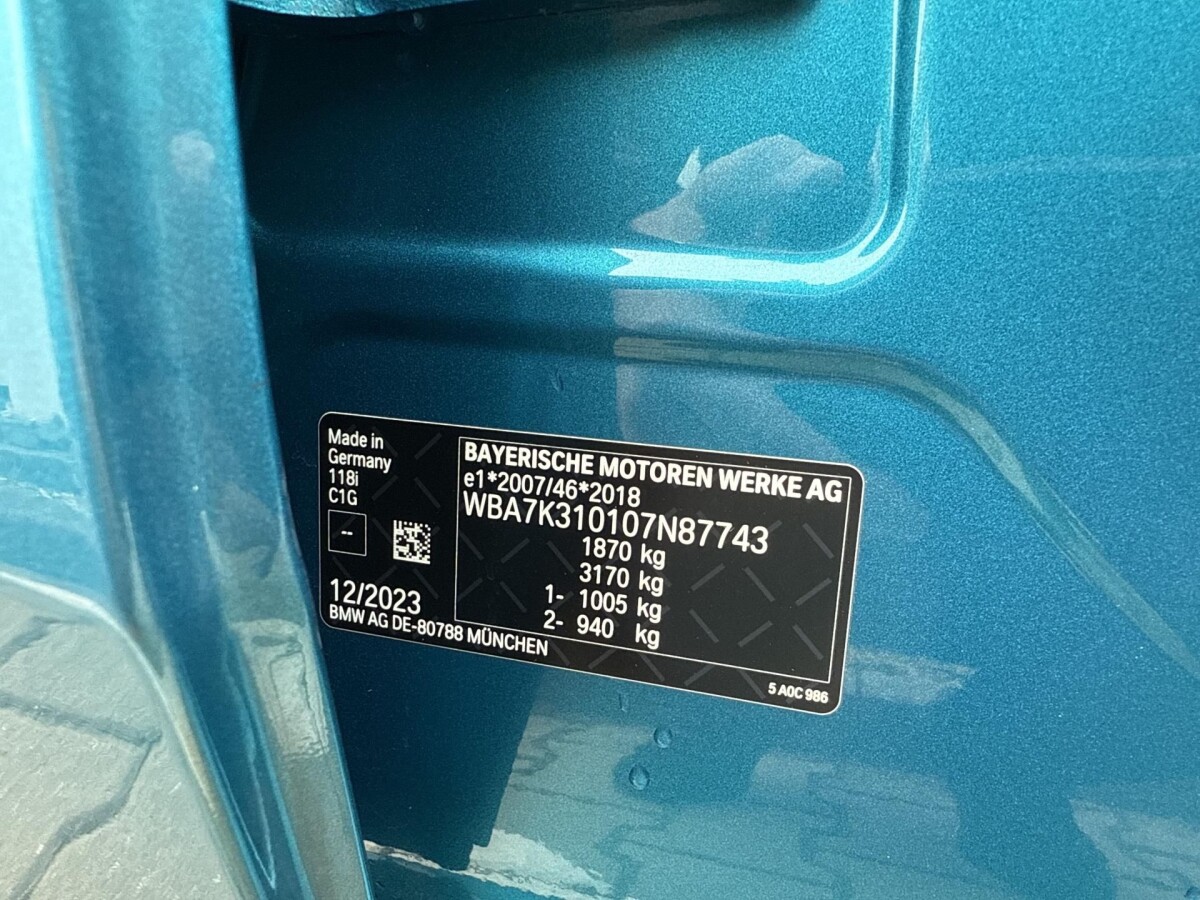 Made in
Germany
118i
C1G
--
12/2023
BMW AG DE-80788 MÜNCHEN
BAYERISCHE MOTOREN WERKE AG
e1*2007/46*2018
WBA7K310107N87743
1870 kg
3170 kg
1- 1005 kg
2- 940 kg
5 A0C 986